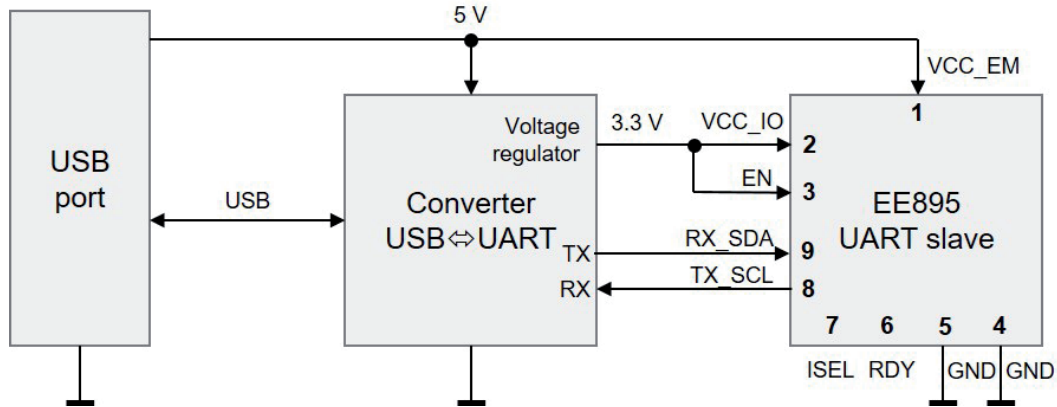 5 V
VCC_EM
1
USB
port
USB
Voltage
regulator
Converter
USB⇔UART
TX
RX
3.3 V
VCC_IO
EN
RX_SDA
TX_SCL
2
3
9
8
EE895
UART slave
7 6 5 4
ISEL RDY GND GND